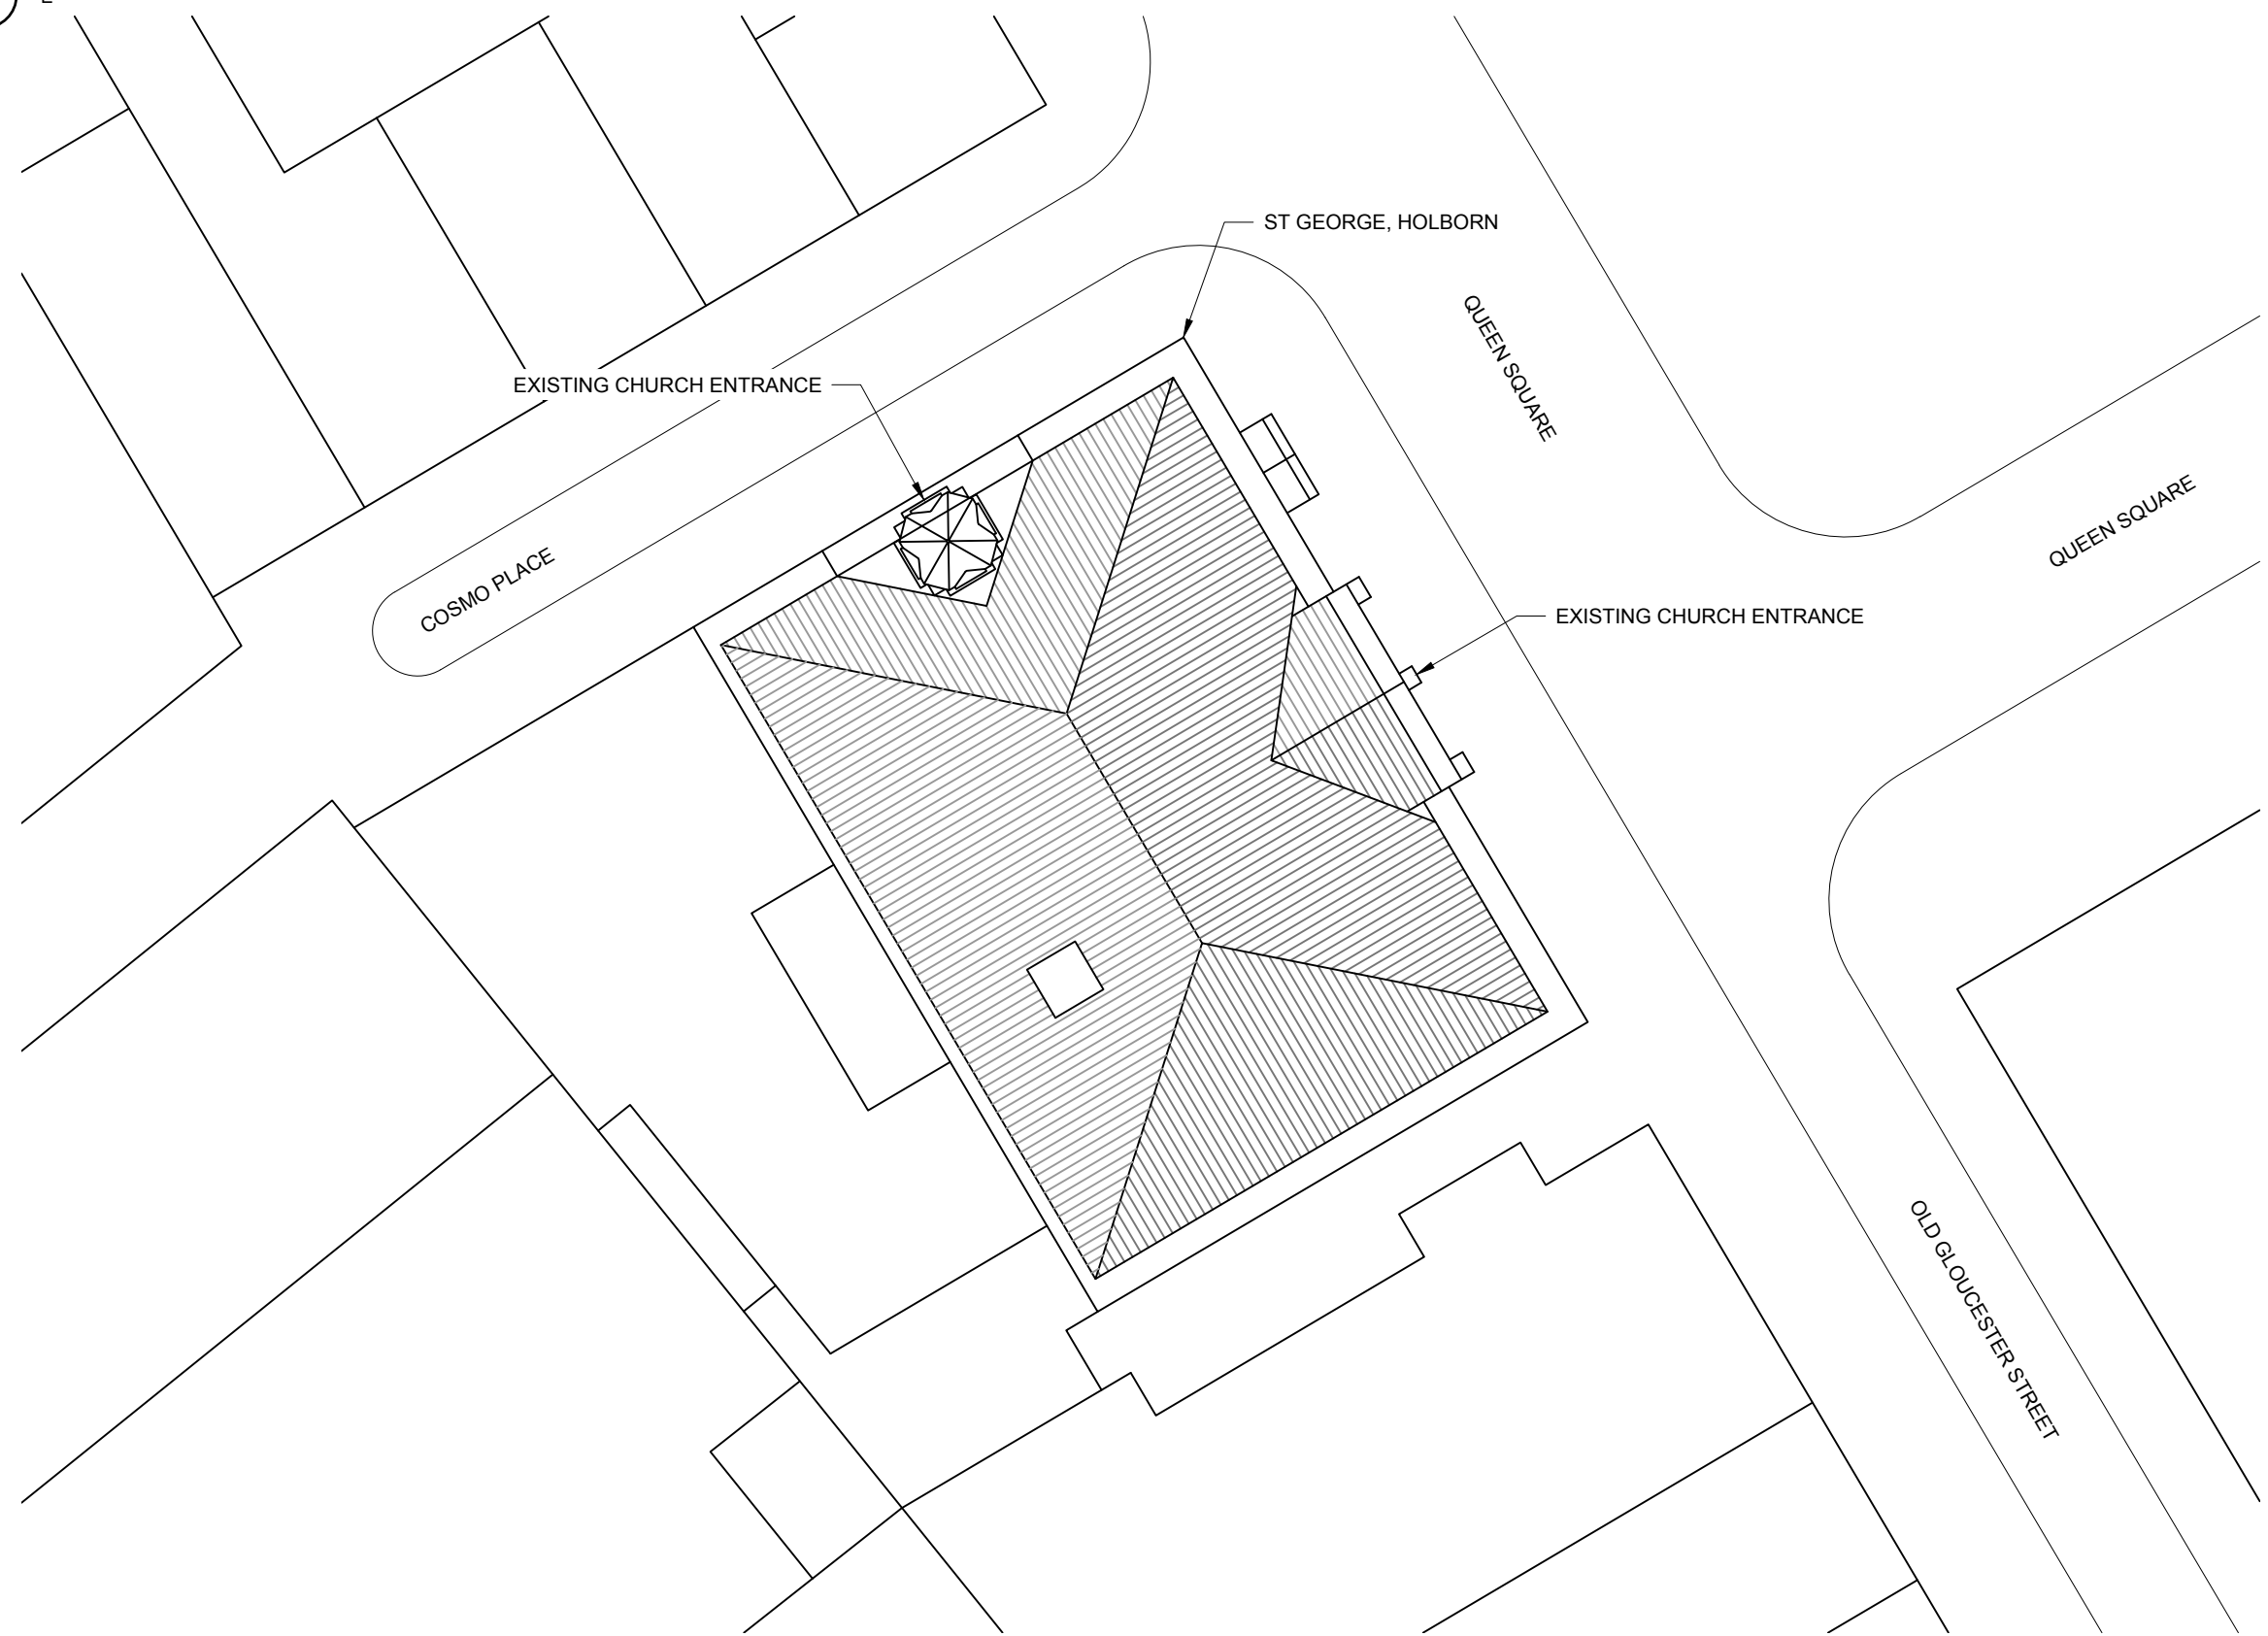 ST GEORGE, HOLBORN
QUEEN SQUARE
EXISTING CHURCH ENTRANCE
QUEEN SQUARE
COSMO PLACE
EXISTING CHURCH ENTRANCE
OLD GLOUCESTER STREET